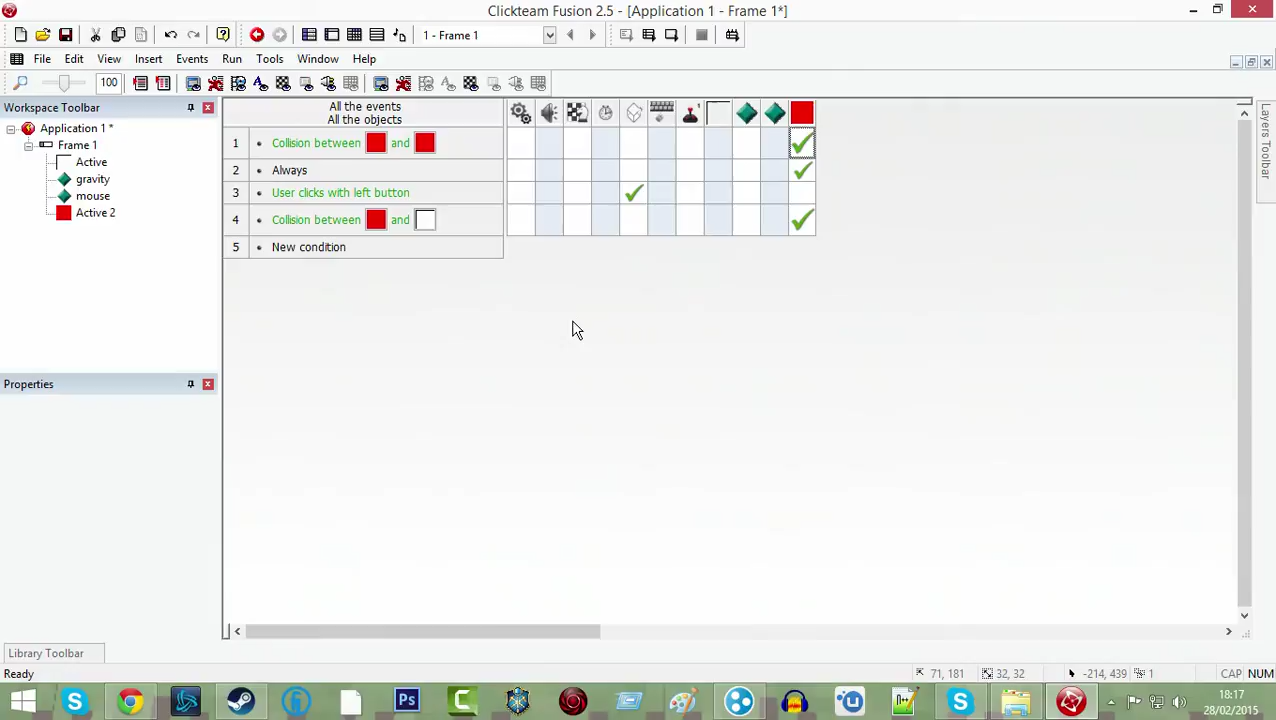 Clickteam Fusion 2.5 - [Application 1 - Frame 1*]
1 - Frame 1
File Edit View Insert Events Run Tools Window Help
100
Workspace Toolbar
Application 1 *
Frame 1
Active
gravity
mouse
Active 2
Properties
Library Toolbar
All the events
All the objects
1 • Collision between and
2 • Always
3 • User clicks with left button
4 • Collision between and
5 • New condition
Layers Toolbar
Ready
71, 181
32, 32
-214, 439
1
CAP
NUM
Ps
18:17
28/02/2015